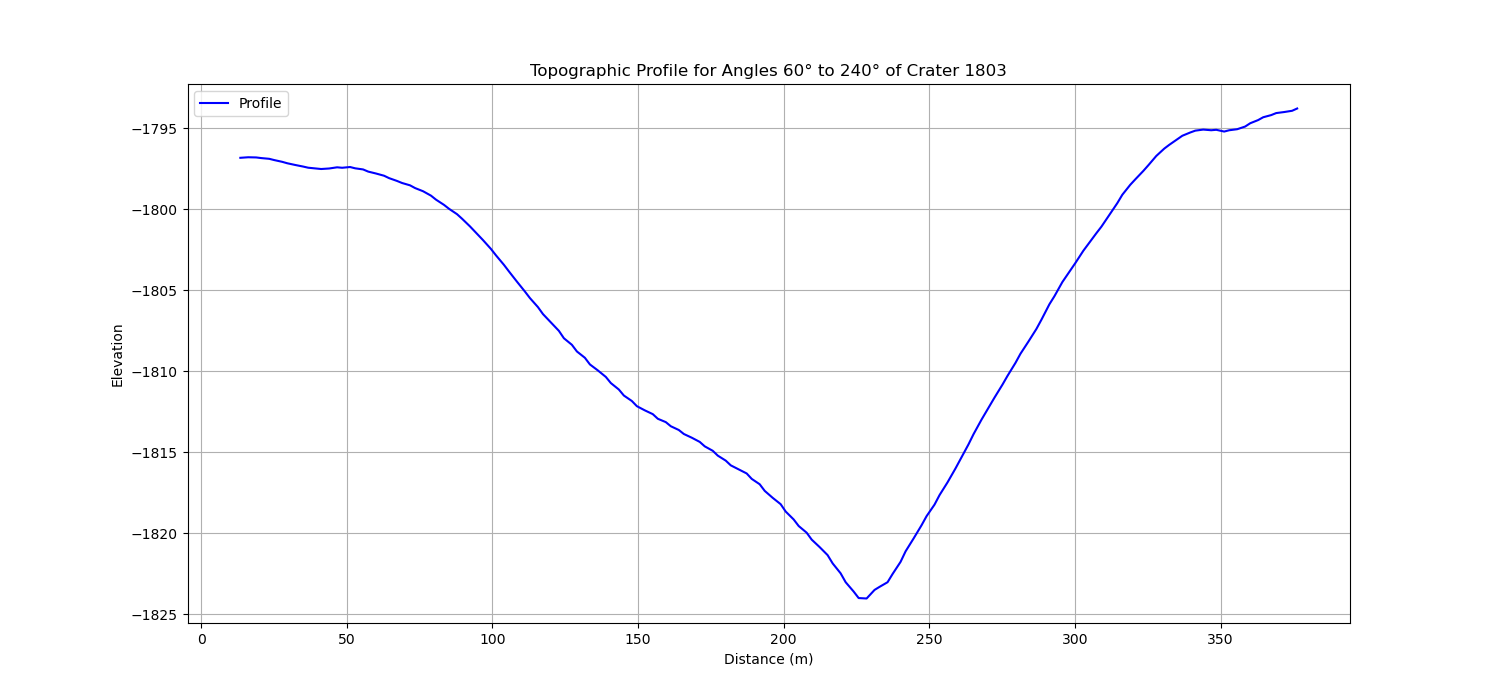 Topographic Profile for Angles 60° to 240° of Crater 1803
Profile
Elevation
−1795
−1800
−1805
−1810
−1815
−1820
−1825
0 50 100 150 200 250 300 350
Distance (m)